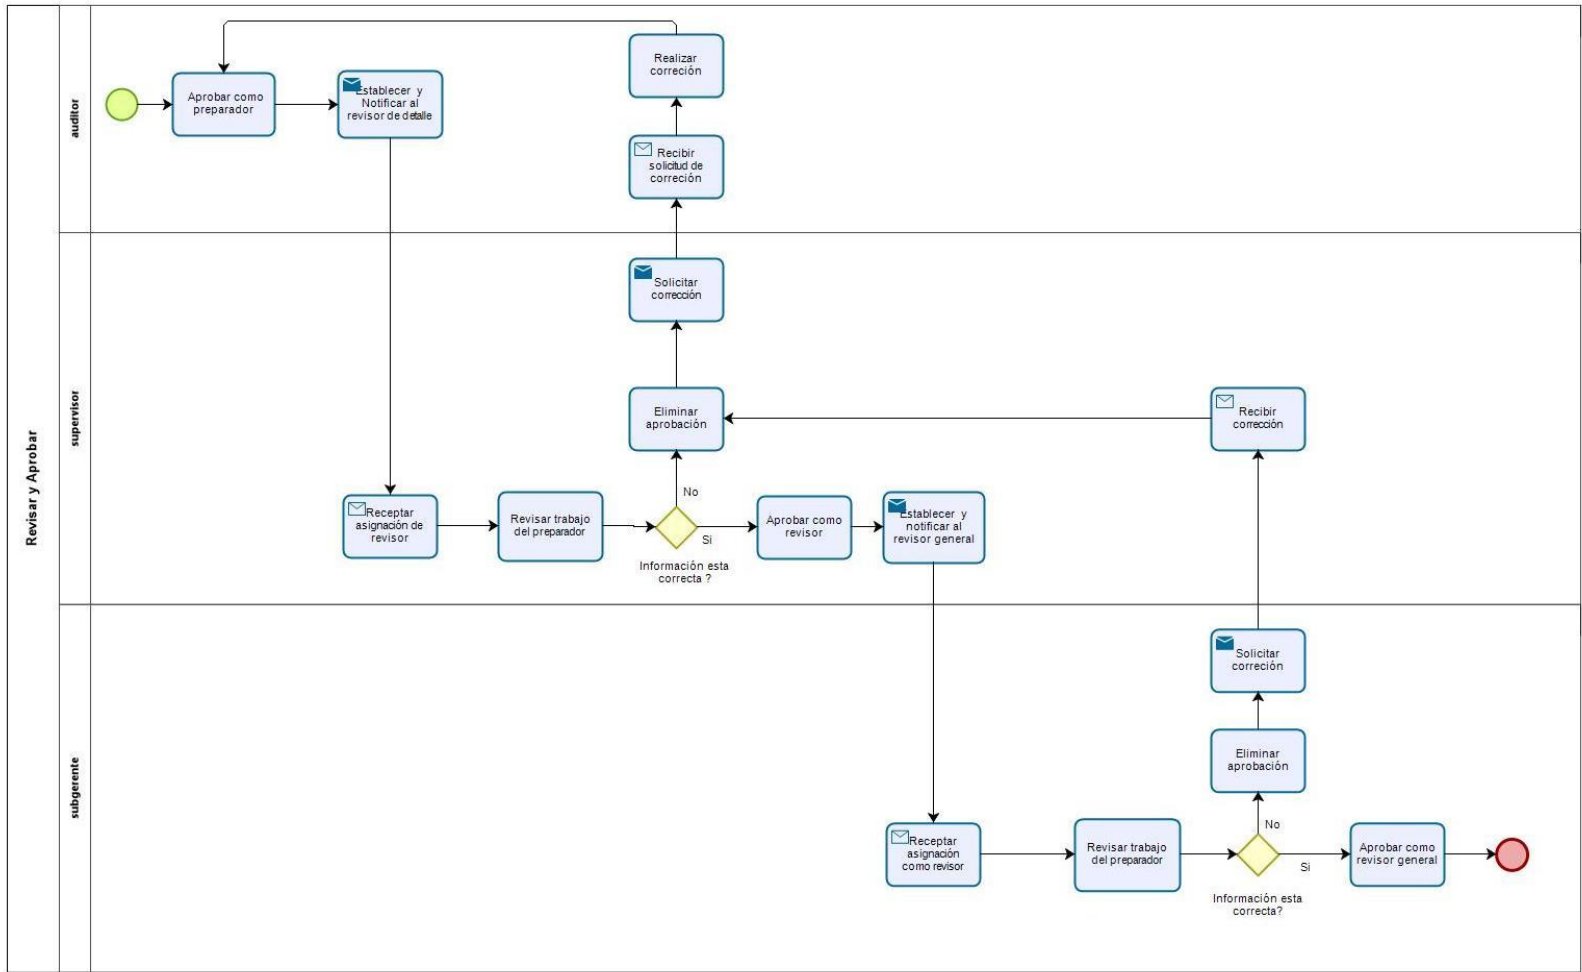 Revisar y Aprobar
auditor
Aprobar como
preparador
Establecer y
Notificar al
revisor de detalle
Realizar
correción
Recibir
solicitud de
correción
supervisor
Solicitar
corrección
Eliminar
aprobación
Recibir
corrección
Receptar
asignación de
revisor
Revisar trabajo
del preparador
No
Si
Información esta
correcta ?
Aprobar como
revisor
Establecer y
notificar al
revisor general
subgerente
Solicitar
correción
Eliminar
aprobación
Receptar
asignación
como revisor
Revisar trabajo
del preparador
No
Si
Información esta
correcta?
Aprobar como
revisor general